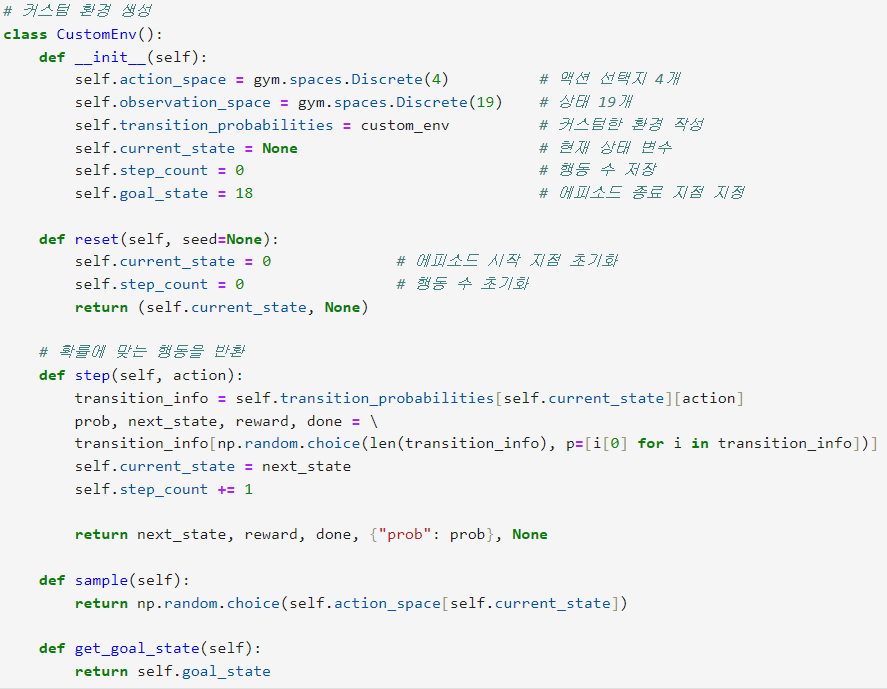 # 커스텀 환경 생성
class CustomEnv():
    def __init__(self):
        self.action_space = gym.spaces.Discrete(4)          # 액션 선택지 4개
        self.observation_space = gym.spaces.Discrete(19)    # 상태 19개
        self.transition_probabilities = custom_env          # 커스텀한 환경 작성
        self.current_state = None                           # 현재 상태 변수
        self.step_count = 0                                 # 행동 수 저장
        self.goal_state = 18                                # 에피소드 종료 지점 지정

    def reset(self, seed=None):
        self.current_state = 0              # 에피소드 시작 지점 초기화
        self.step_count = 0                 # 행동 수 초기화
        return (self.current_state, None)

    # 확률에 맞는 행동을 반환
    def step(self, action):
        transition_info = self.transition_probabilities[self.current_state][action]
        prob, next_state, reward, done = \
        transition_info[np.random.choice(len(transition_info), p=[i[0] for i in transition_info])]
        self.current_state = next_state
        self.step_count += 1

        return next_state, reward, done, {"prob": prob}, None

    def sample(self):
        return np.random.choice(self.action_space[self.current_state])

    def get_goal_state(self):
        return self.goal_state